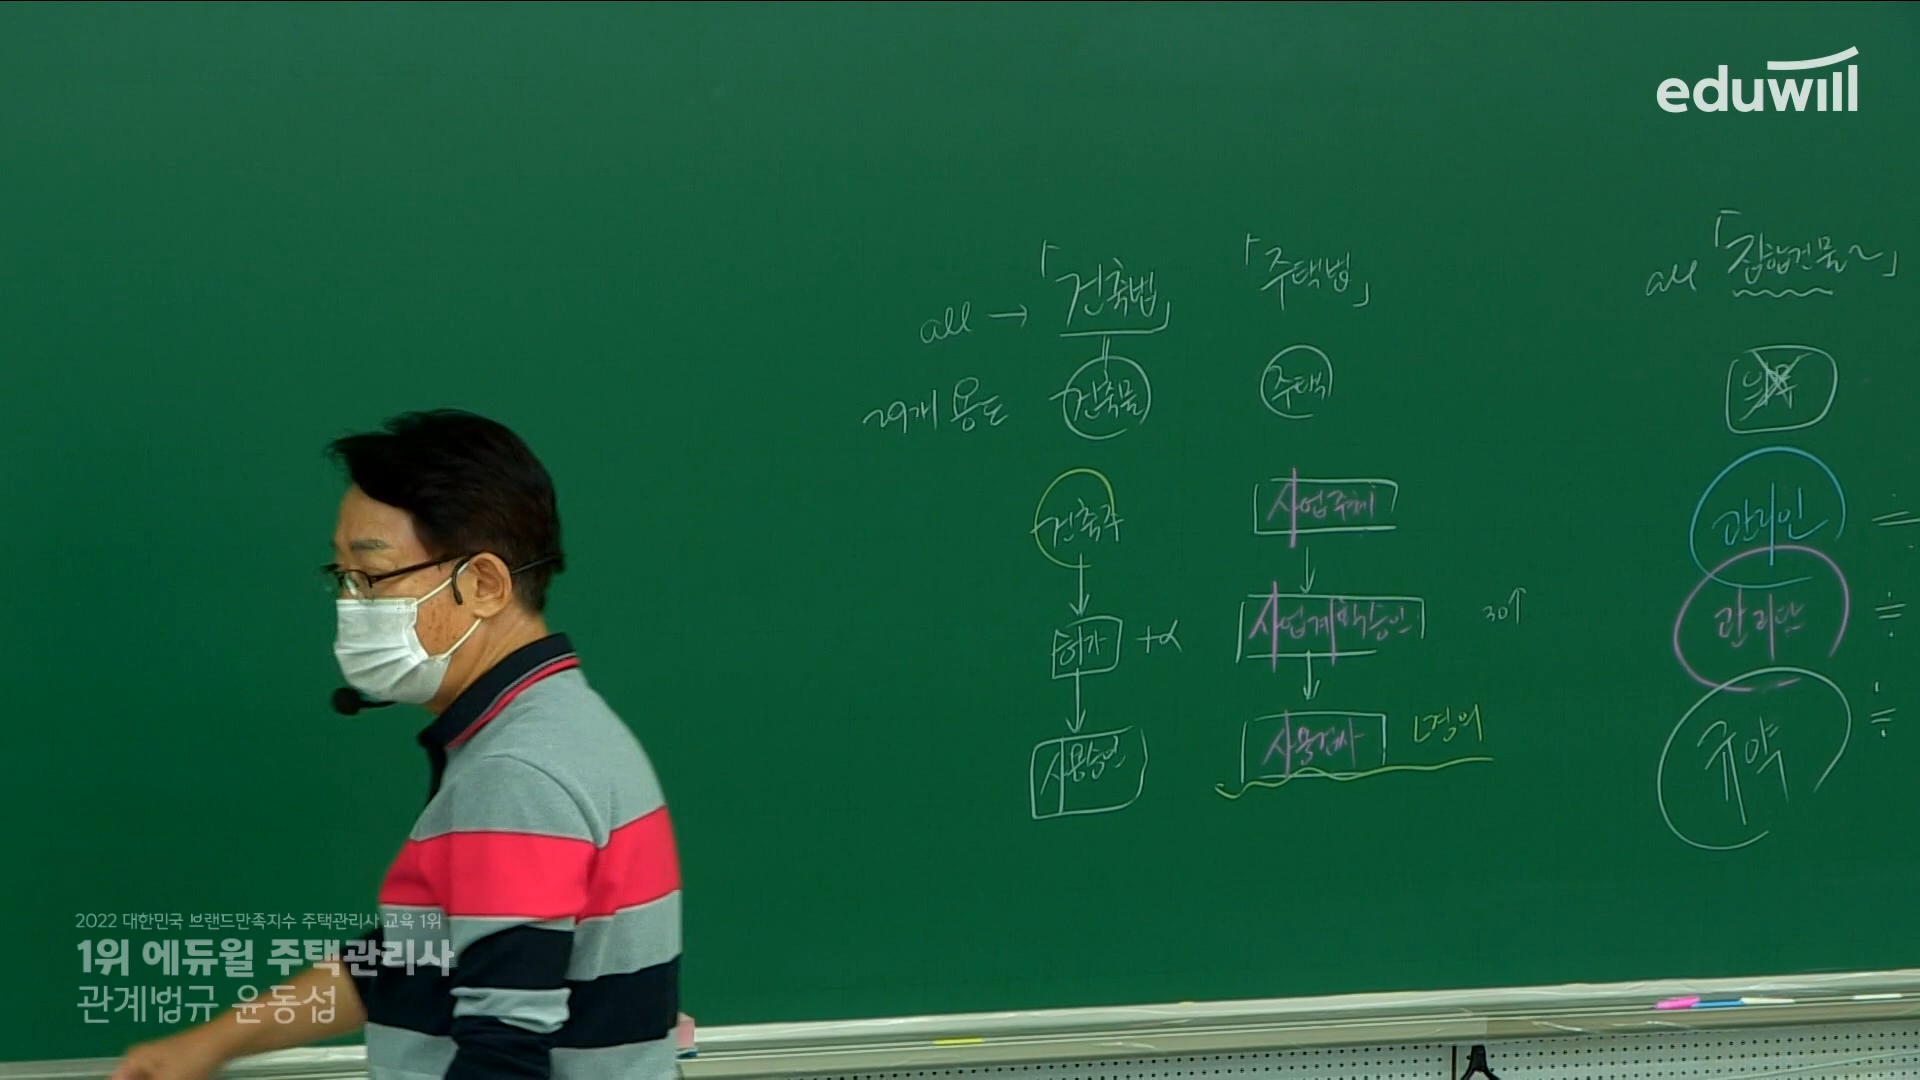 eduwill
all → 「건축법」
「주택법」
all 「집합건물~」
29개 용도
건축물
주택
건축주
사업주체
관리인
허가 +α
사업계획승인
30↑
관리단
사용승인
사용검사
규약
2022 대한민국 브랜드만족지수 주택관리사 교육 1위
1위 에듀윌 주택관리사
관계법규 윤동섭